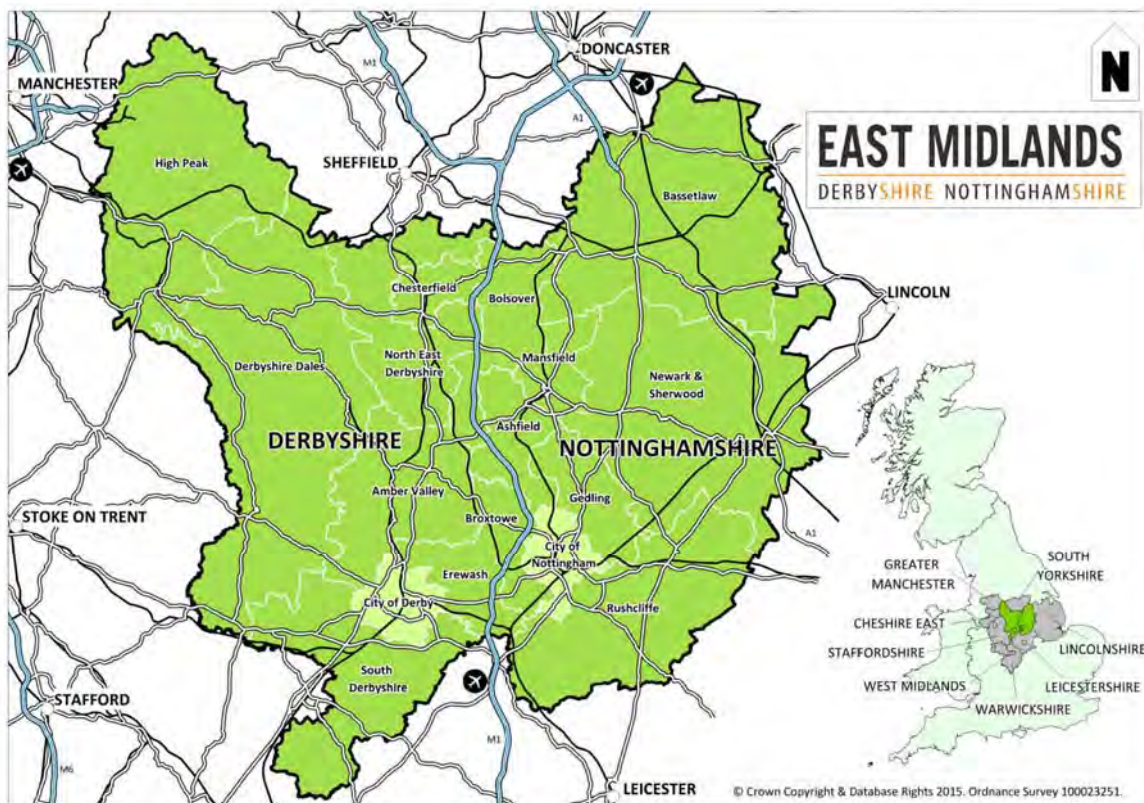 DONCASTER
M1
MANCHESTER
N
A1
EAST MIDLANDS
DERBYSHIRE NOTTINGHAMSHIRE
High Peak
SHEFFIELD
Bassetlaw
Chesterfield
Bolsover
LINCOLN
North East
Derbyshire
Mansfield
Derbyshire Dales
Newark &
Sherwood
Ashfield
DERBYSHIRE
NOTTINGHAMSHIRE
Amber Valley
Gedling
STOKE ON TRENT
Broxtowe
A1
City of
Nottingham
Erewash
City of Derby
Rushcliffe
South
Derbyshire
STAFFORD
M1
M6
LEICESTER
GREATER
MANCHESTER
SOUTH
YORKSHIRE
CHESHIRE EAST
STAFFORDSHIRE
LINCOLNSHIRE
WEST MIDLANDS
LEICESTERSHIRE
WARWICKSHIRE
© Crown Copyright & Database Rights 2015. Ordnance Survey 100023251.